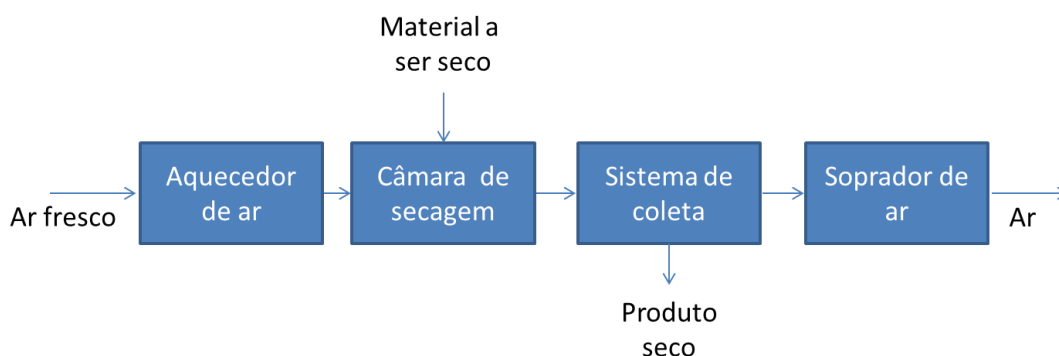 Material a
ser seco
Aquecedor
de ar
Câmara de
secagem
Sistema de
coleta
Soprador de
ar
Ar fresco
Ar
Produto
seco